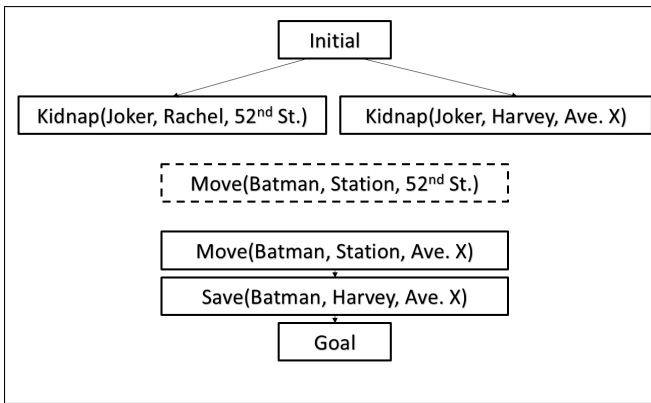 Initial
Kidnap(Joker, Rachel, 52nd St.)
Kidnap(Joker, Harvey, Ave. X)
Move(Batman, Station, 52nd St.)
Move(Batman, Station, Ave. X)
Save(Batman, Harvey, Ave. X)
Goal